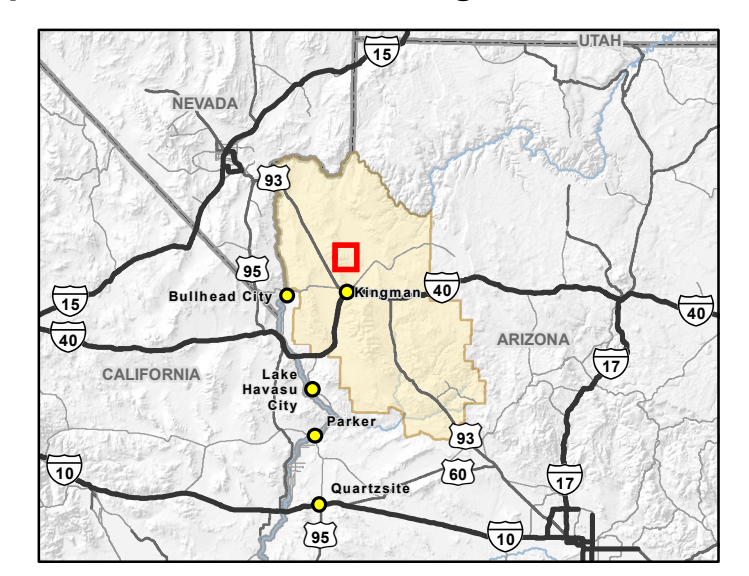 UTAH
15
NEVADA
93
95
Bullhead City
Kingman
40
15
40
40
ARIZONA
CALIFORNIA
17
Lake
Havasu
City
Parker
93
60
10
17
Quartzsite
95
10